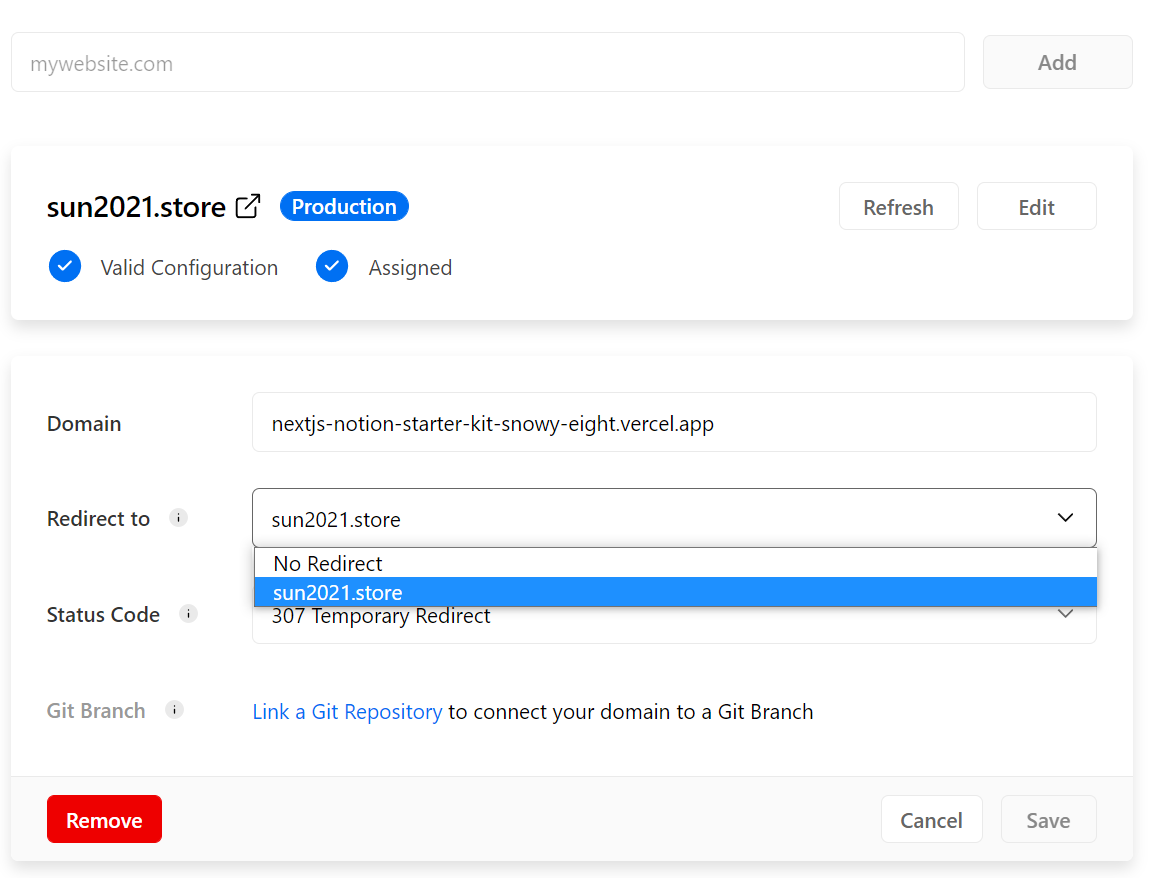 mywebsite.com
Add
sun2021.store
Production
Refresh
Edit
Valid Configuration
Assigned
Domain
nextjs-notion-starter-kit-snowy-eight.vercel.app
Redirect to
sun2021.store
No Redirect
sun2021.store
Status Code
307 Temporary Redirect
Git Branch
Link a Git Repository to connect your domain to a Git Branch
Remove
Cancel
Save